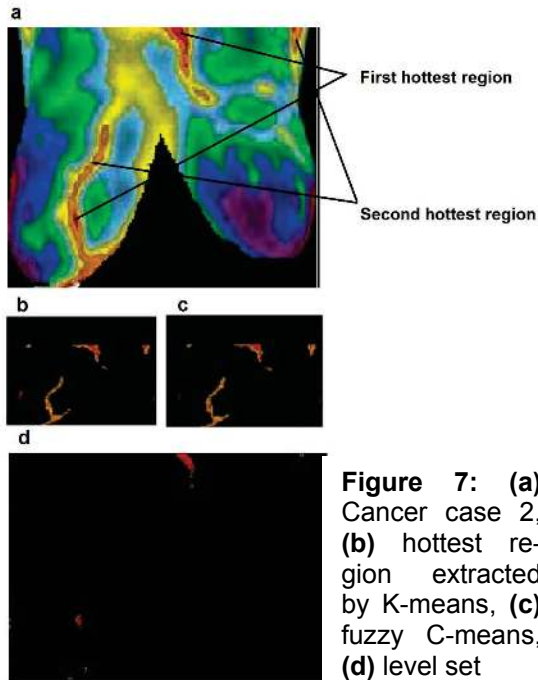 a
First hottest region
Second hottest region
b
c
d
Figure 7: (a)
Cancer case 2,
(b) hottest re-
gion extracted
by K-means, (c)
fuzzy C-means,
(d) level set